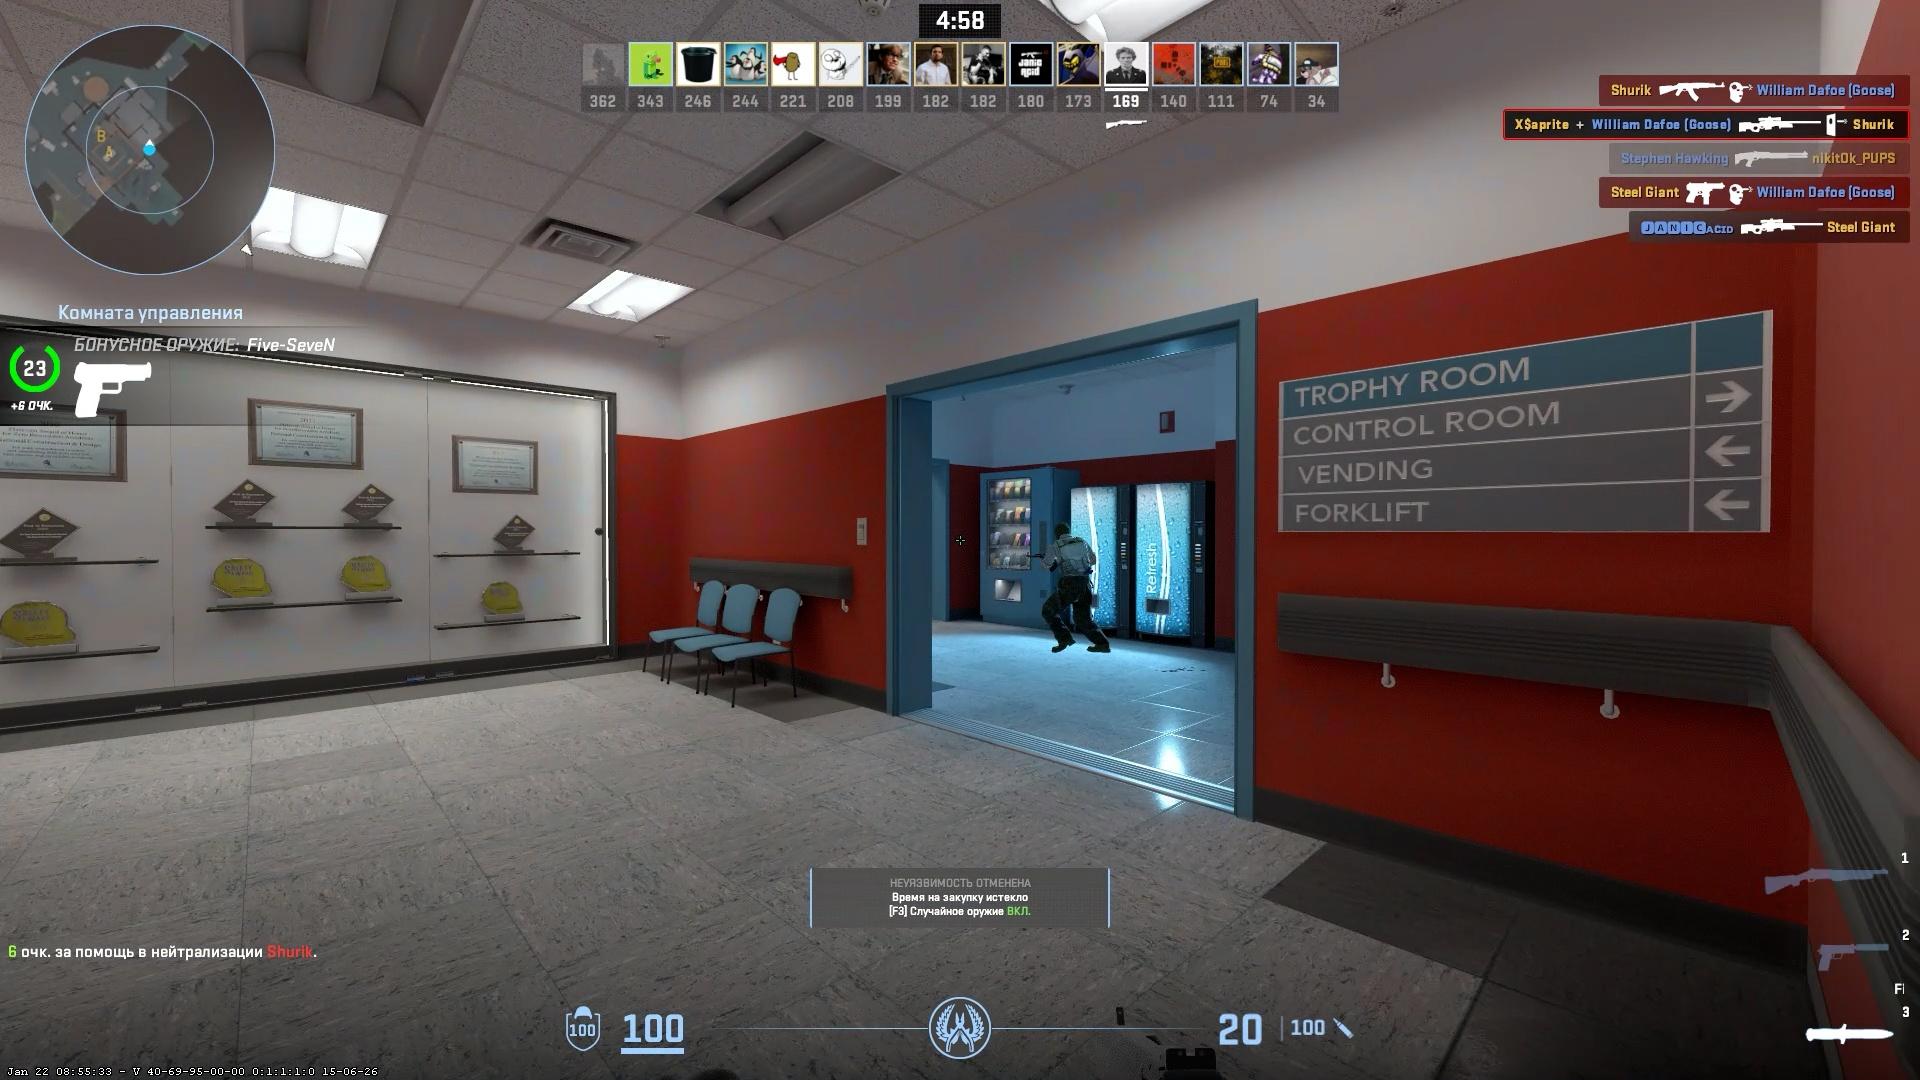 4:58
JANIC ACID
362 343 246 244 221 208 199 182 182 180 173 169 140 111 74 34
Shurik William Dafoe (Goose)
X$aprite + William Dafoe (Goose) Shurik
Stephen Hawking nikitOk_PUPS
Steel Giant William Dafoe (Goose)
JANICACID Steel Giant
B
A
Комната управления
БОНУСНОЕ ОРУЖИЕ: Five-SeveN
23
+6 ОЧК.
TROPHY ROOM
CONTROL ROOM
VENDING
FORKLIFT
Refresh
НЕУЯЗВИМОСТЬ ОТМЕНЕНА
Время на закупку истекло
[F3] Случайное оружие ВКЛ.
6 очк. за помощь в нейтрализации Shurik.
1
2
3
100 100
20 | 100
Jan 22 08:55:33 - V 40-69-95-00-00 0:1:1:1:0 15-06-26